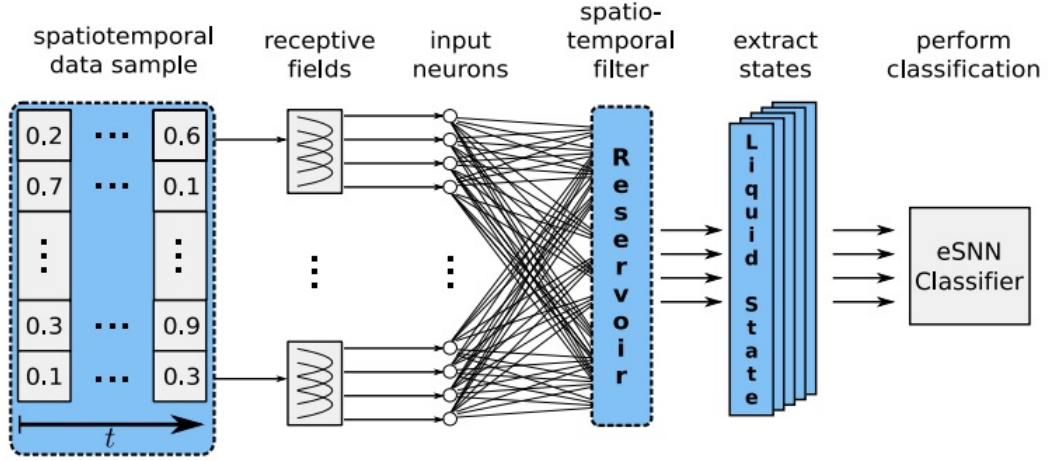 spatiotemporal
data sample
receptive
fields
input
neurons
spatio-
temporal
filter
extract
states
perform
classification
0.2 ... 0.6
0.7 ... 0.1
0.3 ... 0.9
0.1 ... 0.3
t
Reservoir
Liquid State
eSNN
Classifier